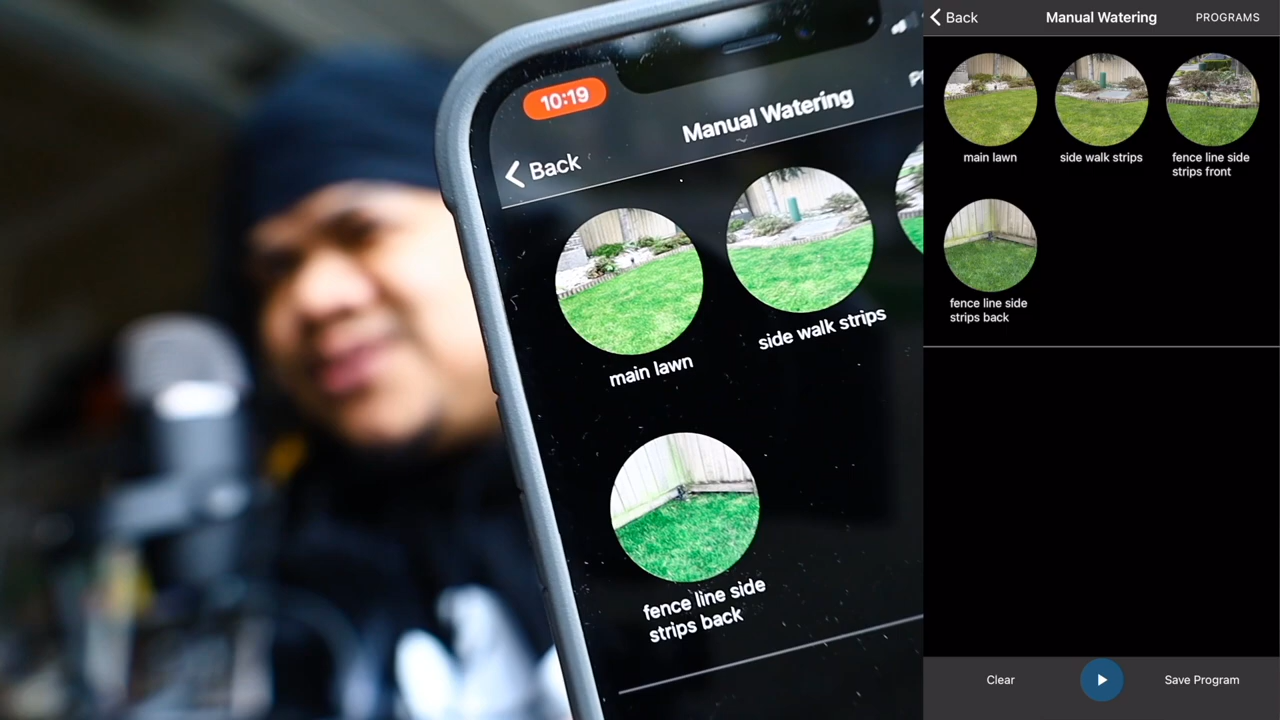 10:19
Manual Watering
Back
main lawn
side walk strips
fence line side
strips back
Back
Manual Watering
PROGRAMS
main lawn
side walk strips
fence line side
strips front
fence line side
strips back
Clear
Save Program